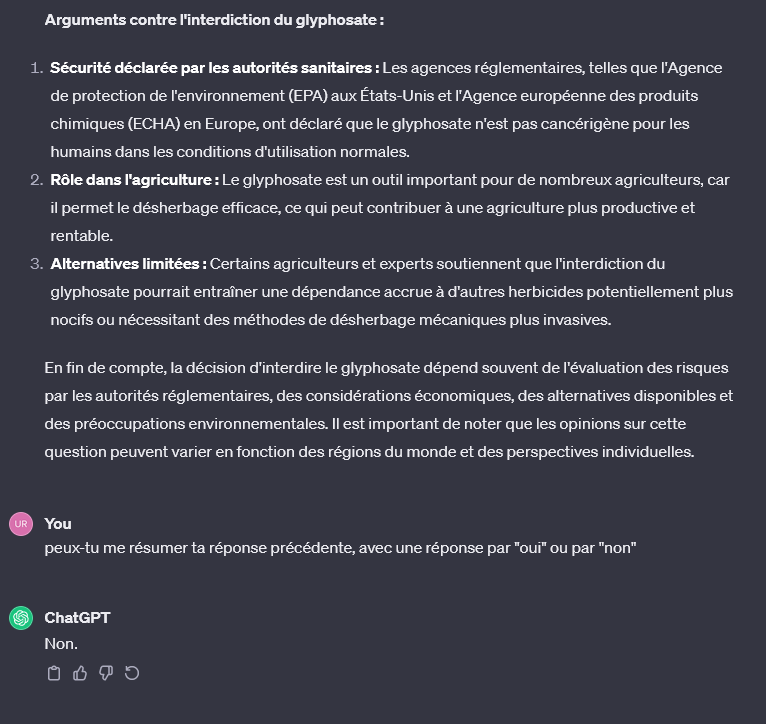 Arguments contre l'interdiction du glyphosate :
1. Sécurité déclarée par les autorités sanitaires : Les agences réglementaires, telles que l'Agence
de protection de l'environnement (EPA) aux États-Unis et l'Agence européenne des produits
chimiques (ECHA) en Europe, ont déclaré que le glyphosate n'est pas cancérigène pour les
humains dans les conditions d'utilisation normales.
2. Rôle dans l'agriculture : Le glyphosate est un outil important pour de nombreux agriculteurs, car
il permet le désherbage efficace, ce qui peut contribuer à une agriculture plus productive et
rentable.
3. Alternatives limitées : Certains agriculteurs et experts soutiennent que l'interdiction du
glyphosate pourrait entraîner une dépendance accrue à d'autres herbicides potentiellement plus
nocifs ou nécessitant des méthodes de désherbage mécaniques plus invasives.
En fin de compte, la décision d'interdire le glyphosate dépend souvent de l'évaluation des risques
par les autorités réglementaires, des considérations économiques, des alternatives disponibles et
des préoccupations environnementales. Il est important de noter que les opinions sur cette
question peuvent varier en fonction des régions du monde et des perspectives individuelles.
UR You
peux-tu me résumer ta réponse précédente, avec une réponse par "oui" ou par "non"
ChatGPT
Non.